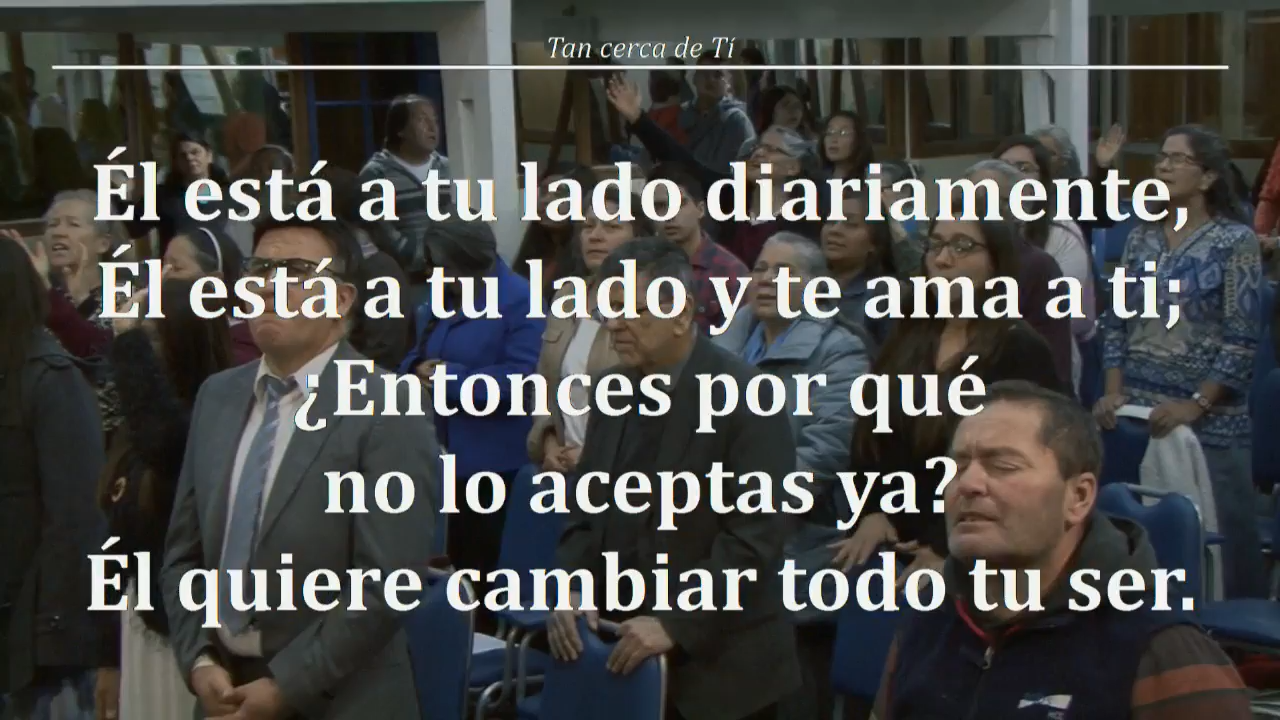 Tan cerca de Tí
Él está a tu lado diariamente,
Él está a tu lado y te ama a ti;
¿Entonces por qué
no lo aceptas ya?
Él quiere cambiar todo tu ser.